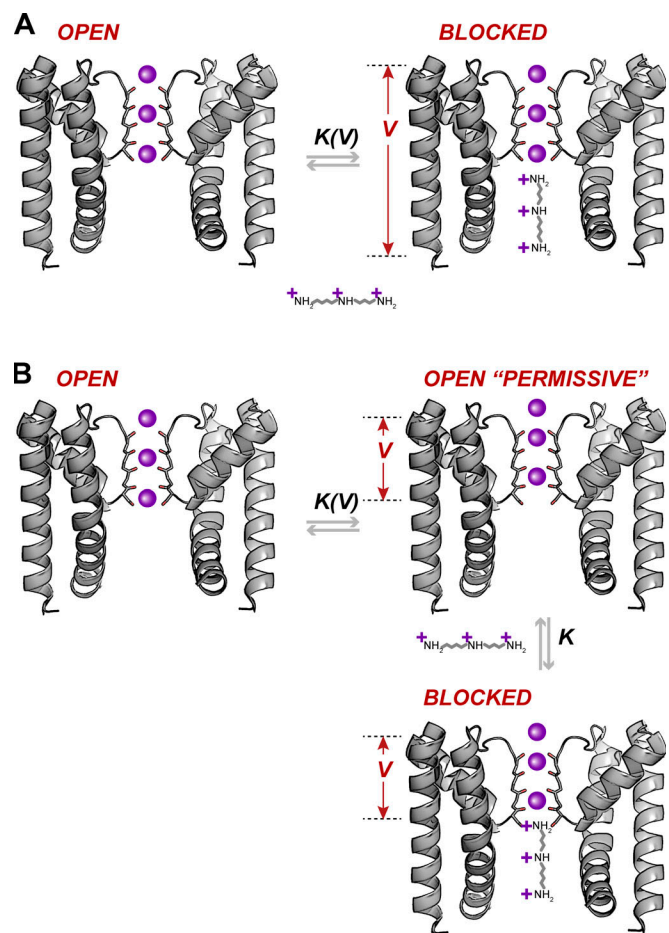 A
OPEN
BLOCKED
V
K(V)
+NH2
+NH
+NH2
+NH2 +NH +NH2
B
OPEN
OPEN “PERMISSIVE”
V
K(V)
+NH2 +NH +NH2
K
BLOCKED
V
+NH2
+NH
+NH2